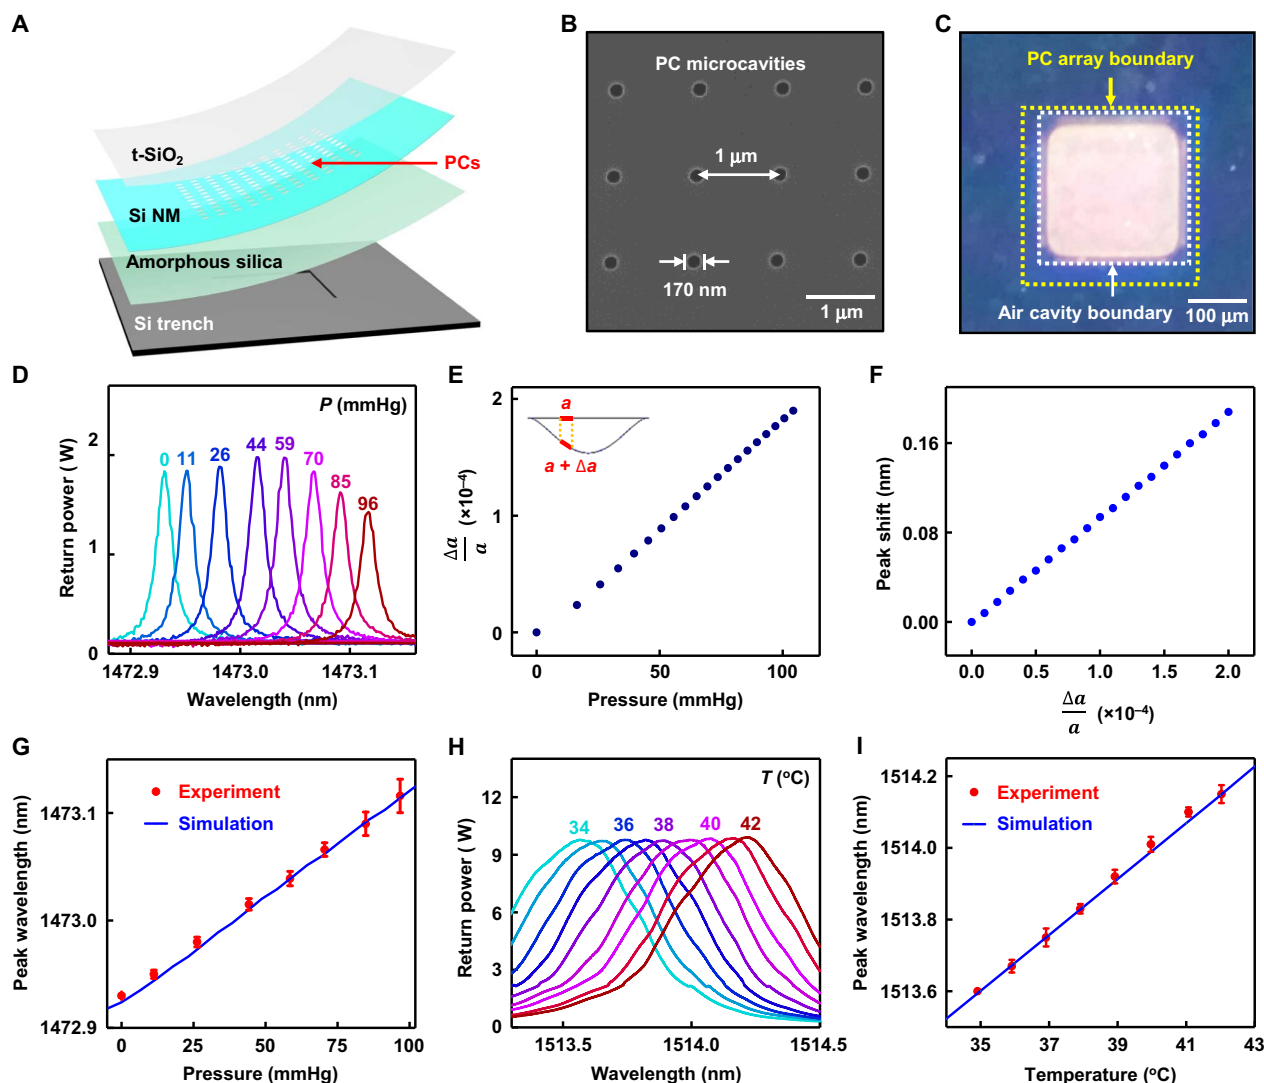 A
t-SiO₂
PCs
Si NM
Amorphous silica
Si trench
B
PC microcavities
1 μm
170 nm
1 μm
C
PC array boundary
Air cavity boundary
100 μm
D
P (mmHg)
0 11 26 44 59 70 85 96
Return power ( W)
2
1
0
1472.9 1473.0 1473.1
Wavelength (nm)
E
a
a + Δa
Δa
a
(×10⁻⁴)
2
1
0
0 50 100
Pressure (mmHg)
F
Peak shift (nm)
0.16
0.08
0.00
0.0 0.5 1.0 1.5 2.0
Δa
a
(×10⁻⁴)
G
Experiment
Simulation
Peak wavelength (nm)
1473.1
1473.0
1472.9
0 25 50 75 100
Pressure (mmHg)
H
T (°C)
34 36 38 40 42
Return power (W)
12
9
6
3
0
1513.5 1514.0 1514.5
Wavelength (nm)
I
Experiment
Simulation
Peak wavelength (nm)
1514.2
1514.0
1513.8
1513.6
35 37 39 41 43
Temperature (°C)